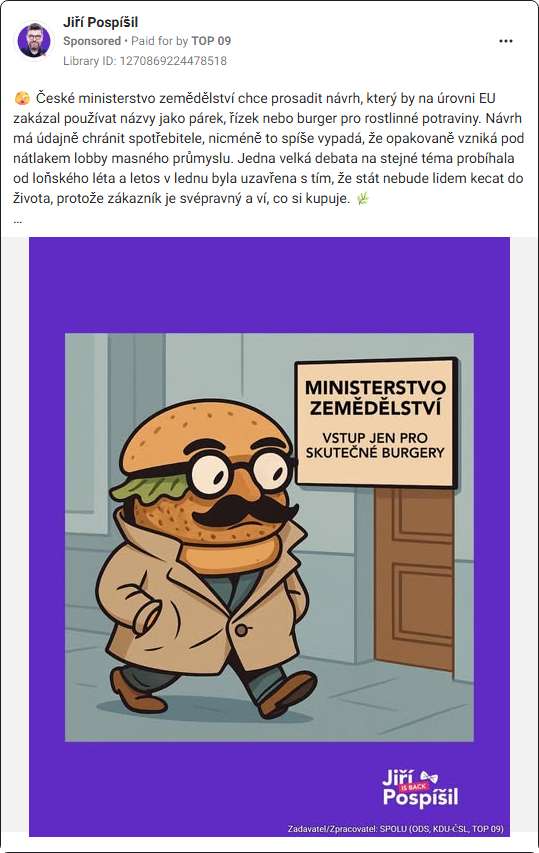 Jiří Pospíšil
Sponsored • Paid for by TOP 09
Library ID: 1270869224478518
🫣 České ministerstvo zemědělství chce prosadit návrh, který by na úrovni EU
zakázal používat názvy jako párek, řízek nebo burger pro rostlinné potraviny. Návrh
má údajně chránit spotřebitele, nicméně to spíše vypadá, že opakovaně vzniká pod
nátlakem lobby masného průmyslu. Jedna velká debata na stejné téma probíhala
od loňského léta a letos v lednu byla uzavřena s tím, že stát nebude lidem kecat do
života, protože zákazník je svéprávný a ví, co si kupuje. 🌿
...
MINISTERSTVO
ZEMĚDĚLSTVÍ
VSTUP JEN PRO
SKUTEČNÉ BURGERY
Jiří
IS BACK
Pospíšil
Zadavatel/Zpracovatel: SPOLU (ODS, KDU-ČSL, TOP 09)